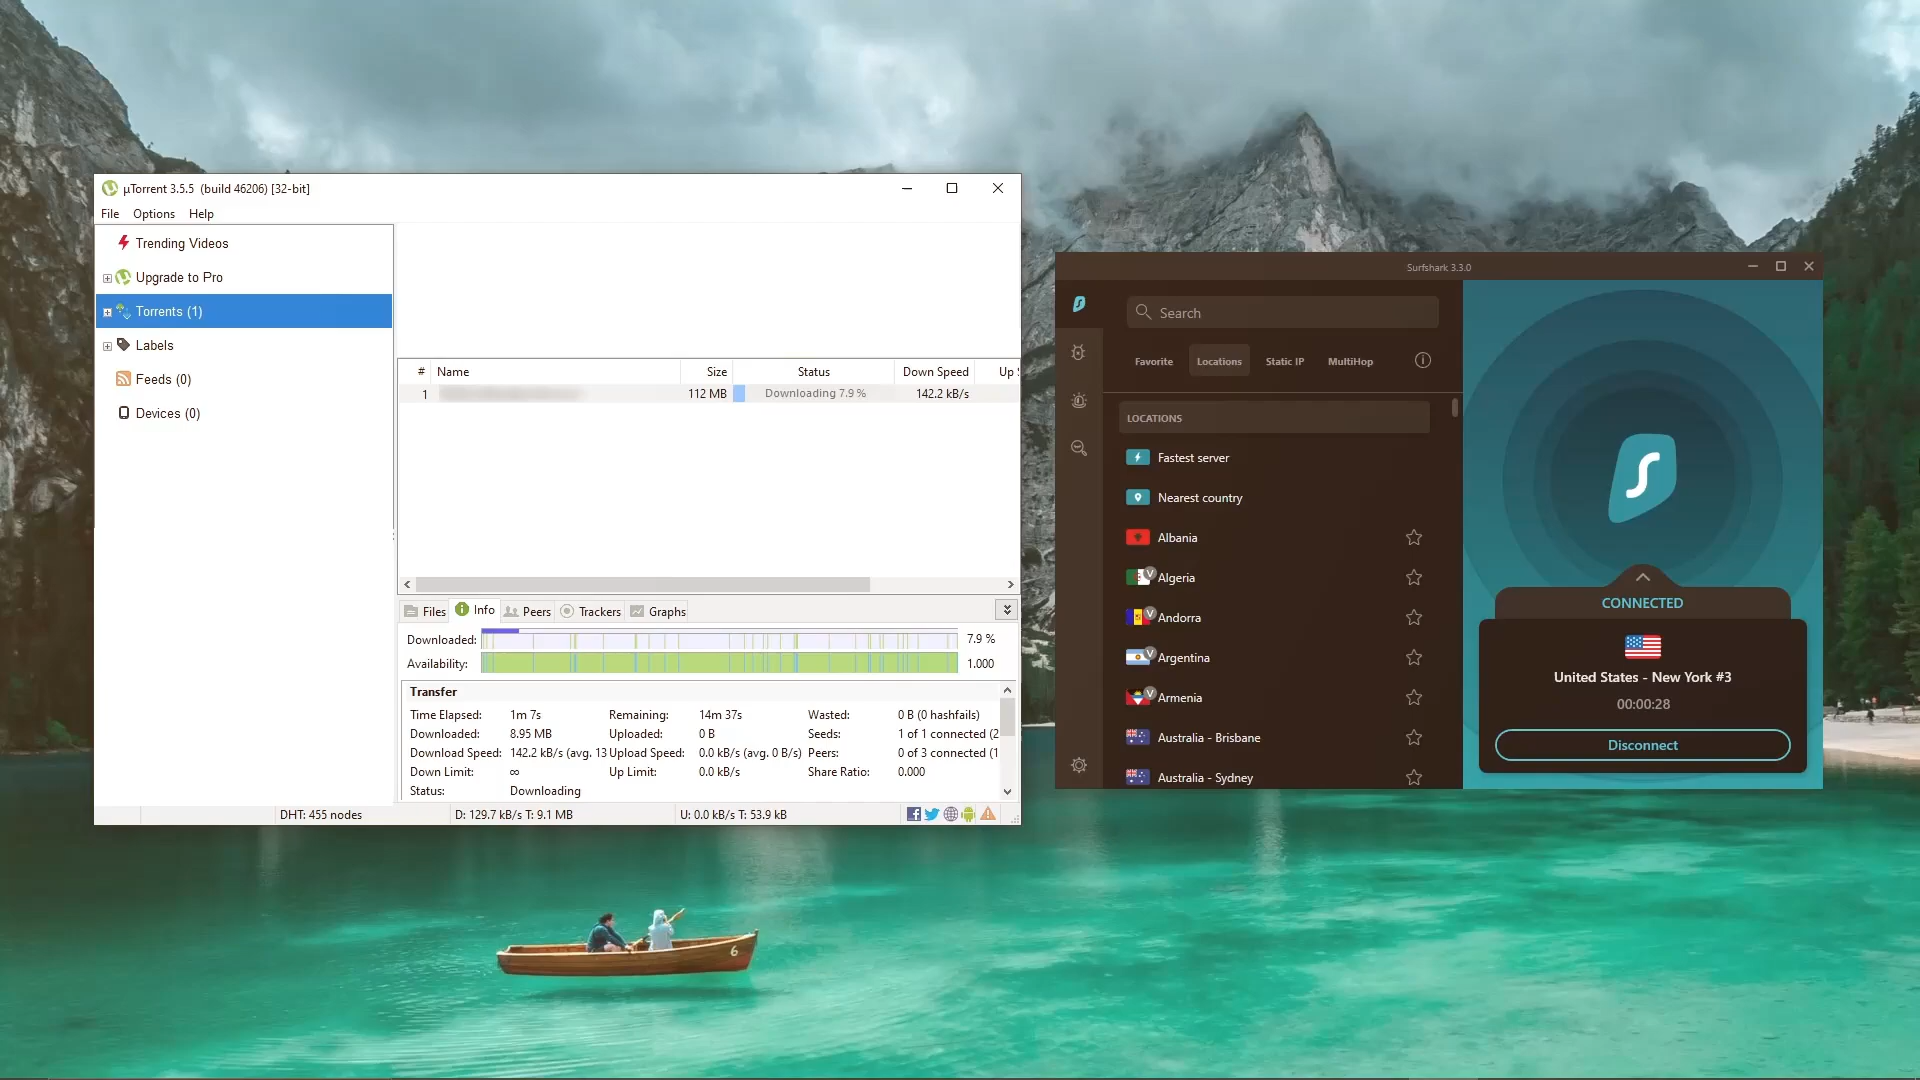 µTorrent 3.5.5 (build 46206) [32-bit]
File Options Help
Trending Videos
Upgrade to Pro
Torrents (1)
Labels
Feeds (0)
Devices (0)
# Name Size Status Down Speed Up
1 112 MB Downloading 7.9 % 142.2 kB/s
Files Info Peers Trackers Graphs
Downloaded: 7.9 %
Availability: 1.000
Transfer
Time Elapsed: 1m 7s Remaining: 14m 37s Wasted: 0 B (0 hashfails)
Downloaded: 8.95 MB Uploaded: 0 B Seeds: 1 of 1 connected (2
Download Speed: 142.2 kB/s (avg. 13 Upload Speed: 0.0 kB/s (avg. 0 B/s) Peers: 0 of 3 connected (1
Down Limit: ∞ Up Limit: 0.0 kB/s Share Ratio: 0.000
Status: Downloading
DHT: 455 nodes D: 129.7 kB/s T: 9.1 MB U: 0.0 kB/s T: 53.9 kB
6
Surfshark 3.3.0
Search
Favorite Locations Static IP MultiHop
LOCATIONS
Fastest server
Nearest country
Albania
V Algeria
V Andorra
V Argentina
V Armenia
Australia - Brisbane
Australia - Sydney
CONNECTED
United States - New York #3
00:00:28
Disconnect